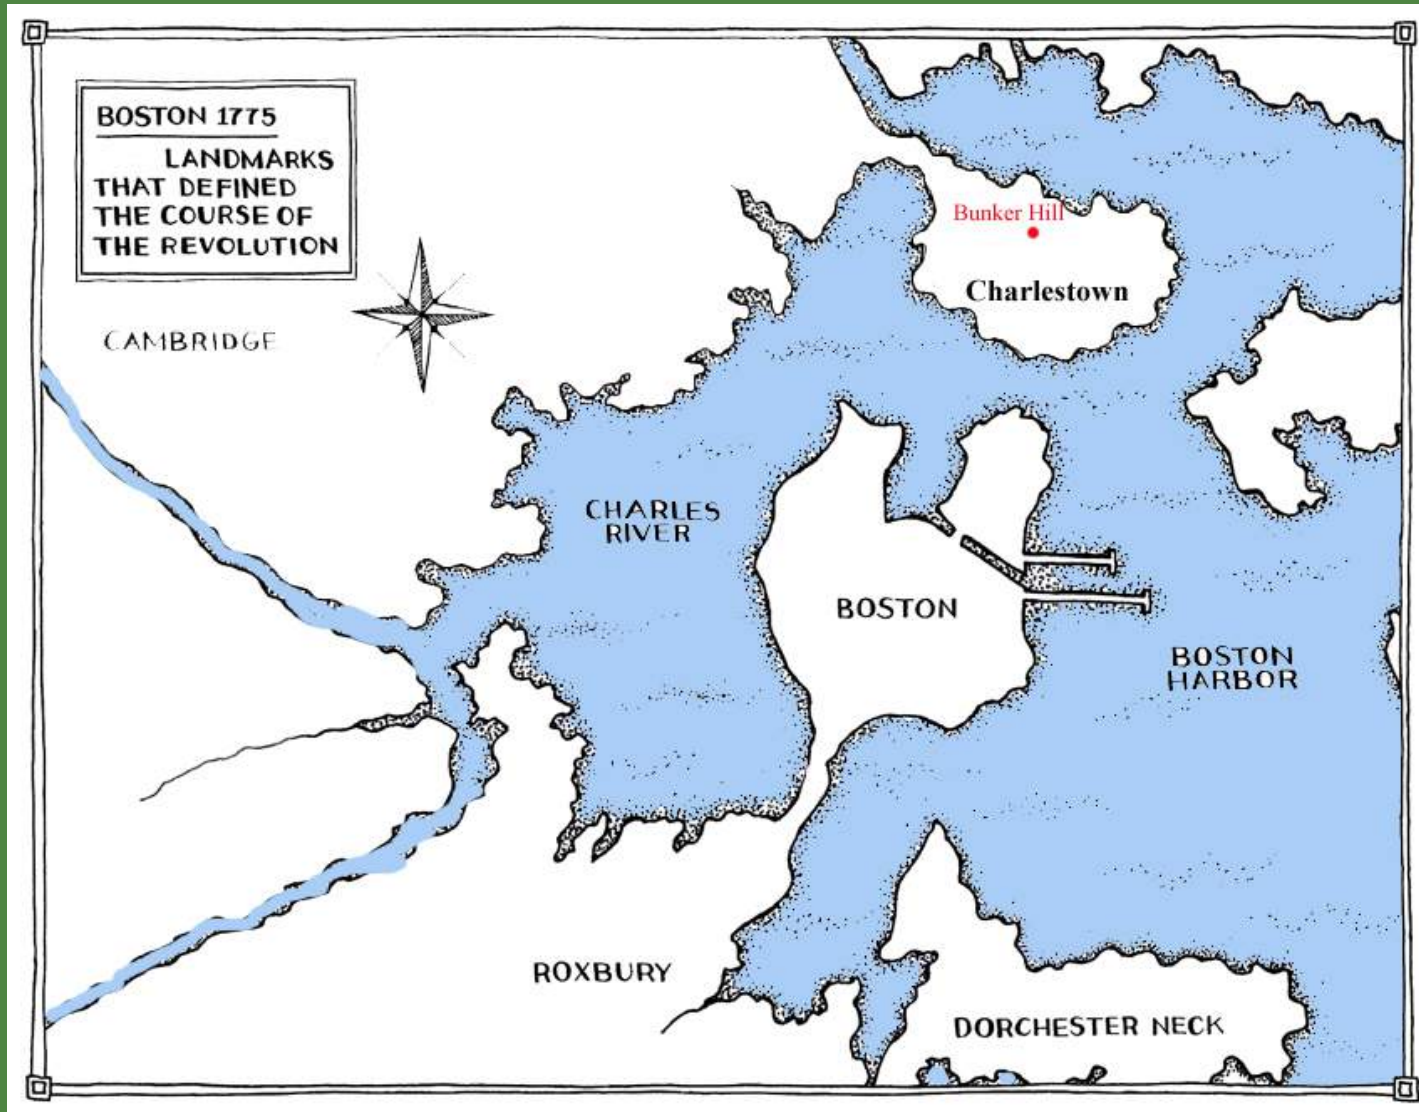 BOSTON 1775
LANDMARKS
THAT DEFINED
THE COURSE OF
THE REVOLUTION
CAMBRIDGE
Bunker Hill
Charlestown
CHARLES
RIVER
BOSTON
BOSTON
HARBOR
ROXBURY
DORCHESTER NECK